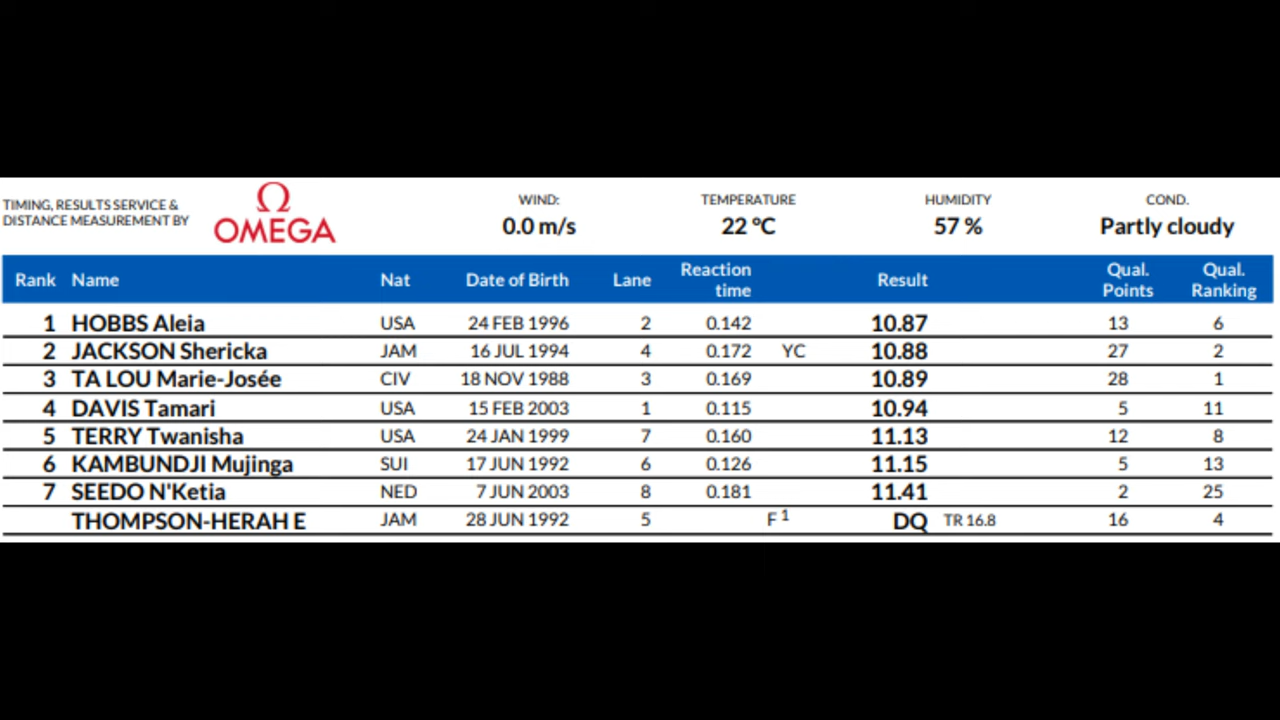 TIMING, RESULTS SERVICE &
DISTANCE MEASUREMENT BY
Ω
OMEGA
WIND:
0.0 m/s
TEMPERATURE
22 °C
HUMIDITY
57 %
COND.
Partly cloudy
Rank Name Nat Date of Birth Lane Reaction time Result Qual. Points Qual. Ranking
1 HOBBS Aleia USA 24 FEB 1996 2 0.142 10.87 13 6
2 JACKSON Shericka JAM 16 JUL 1994 4 0.172 YC 10.88 27 2
3 TA LOU Marie-Josée CIV 18 NOV 1988 3 0.169 10.89 28 1
4 DAVIS Tamari USA 15 FEB 2003 1 0.115 10.94 5 11
5 TERRY Twanisha USA 24 JAN 1999 7 0.160 11.13 12 8
6 KAMBUNDJI Mujinga SUI 17 JUN 1992 6 0.126 11.15 5 13
7 SEEDO N'Ketia NED 7 JUN 2003 8 0.181 11.41 2 25
THOMPSON-HERAH E JAM 28 JUN 1992 5 F 1 DQ TR 16.8 16 4